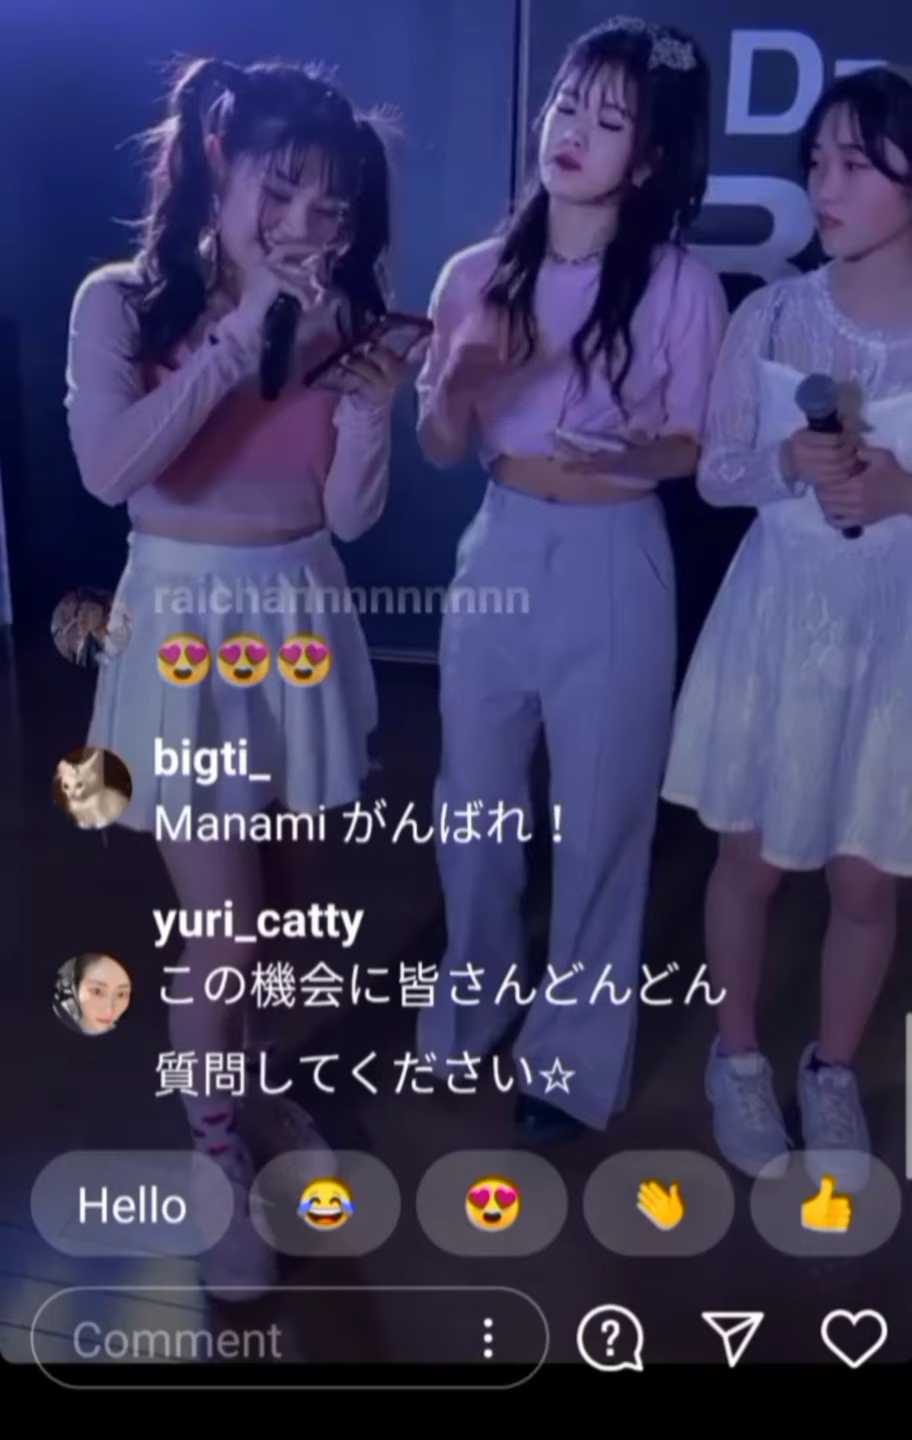 D
R
raichannnnnnnnn
😍😍😍
bigti_
Manami がんばれ！
yuri_catty
この機会に皆さんどんどん
質問してください☆
Hello
Comment